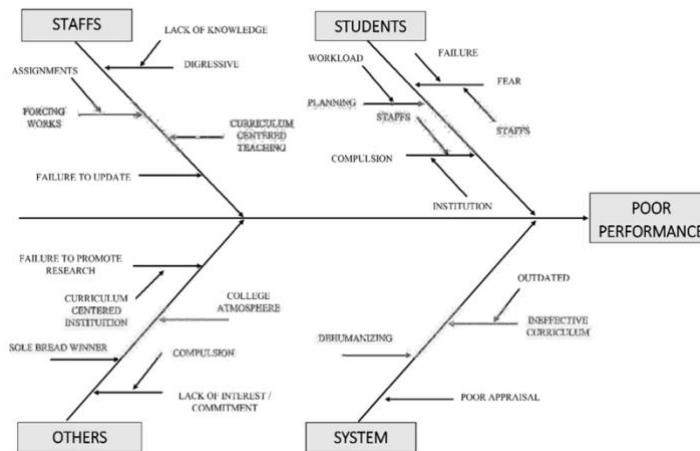 STAFFS
STUDENTS
LACK OF KNOWLEDGE
DIGRESSIVE
ASSIGNMENTS
FORCING
WORKS
CURRICULUM
CENTERED
TEACHING
FAILURE TO UPDATE
FAILURE
WORKLOAD
FEAR
PLANNING
STAFFS
STAFFS
COMPULSION
INSTITUTION
POOR
PERFORMANCE
FAILURE TO PROMOTE
RESEARCH
CURRICULUM
CENTERED
INSTITUITION
COLLEGE
ATMOSPHERE
SOLE BREAD WINNER
COMPULSION
LACK OF INTEREST /
COMMITMENT
OUTDATED
INEFFECTIVE
CURRICULUM
DEHUMANIZING
POOR APPRAISAL
OTHERS
SYSTEM